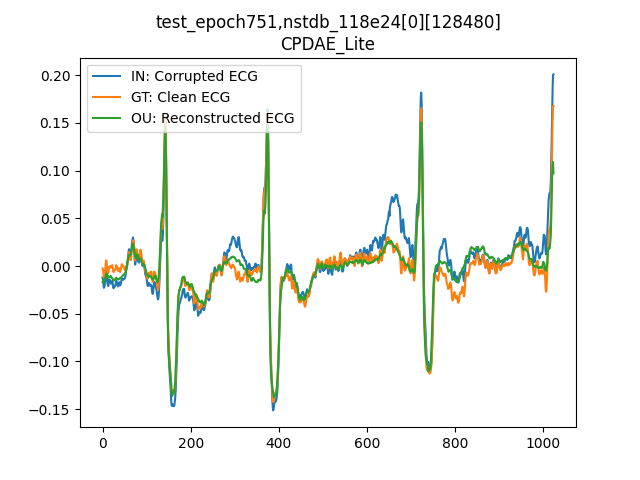 test_epoch751,nstdb_118e24[0][128480]
CPDAE_Lite
IN: Corrupted ECG
GT: Clean ECG
OU: Reconstructed ECG
0.20
0.15
0.10
0.05
0.00
−0.05
−0.10
−0.15
0 200 400 600 800 1000